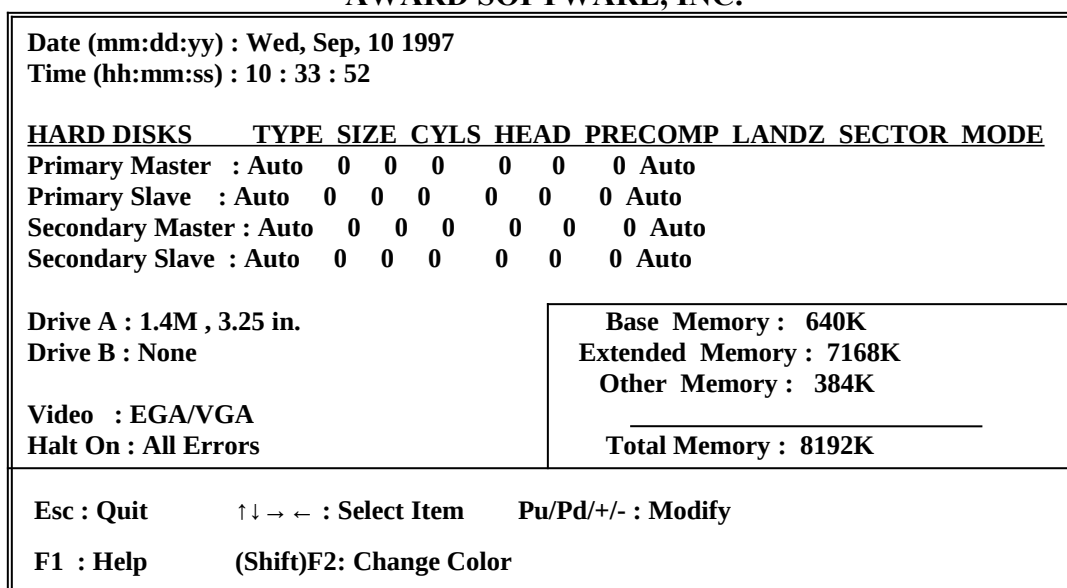 AWARD SOFTWARE, INC.
Date (mm:dd:yy) : Wed, Sep, 10 1997
Time (hh:mm:ss) : 10 : 33 : 52
HARD DISKS TYPE SIZE CYLS HEAD PRECOMP LANDZ SECTOR MODE
Primary Master : Auto 0 0 0 0 0 0 Auto
Primary Slave : Auto 0 0 0 0 0 0 Auto
Secondary Master : Auto 0 0 0 0 0 0 Auto
Secondary Slave : Auto 0 0 0 0 0 0 Auto
Drive A : 1.4M , 3.25 in.
Drive B : None
Video : EGA/VGA
Halt On : All Errors
Base Memory : 640K
Extended Memory : 7168K
Other Memory : 384K
Total Memory : 8192K
Esc : Quit ↑↓→← : Select Item Pu/Pd/+/- : Modify
F1 : Help (Shift)F2: Change Color